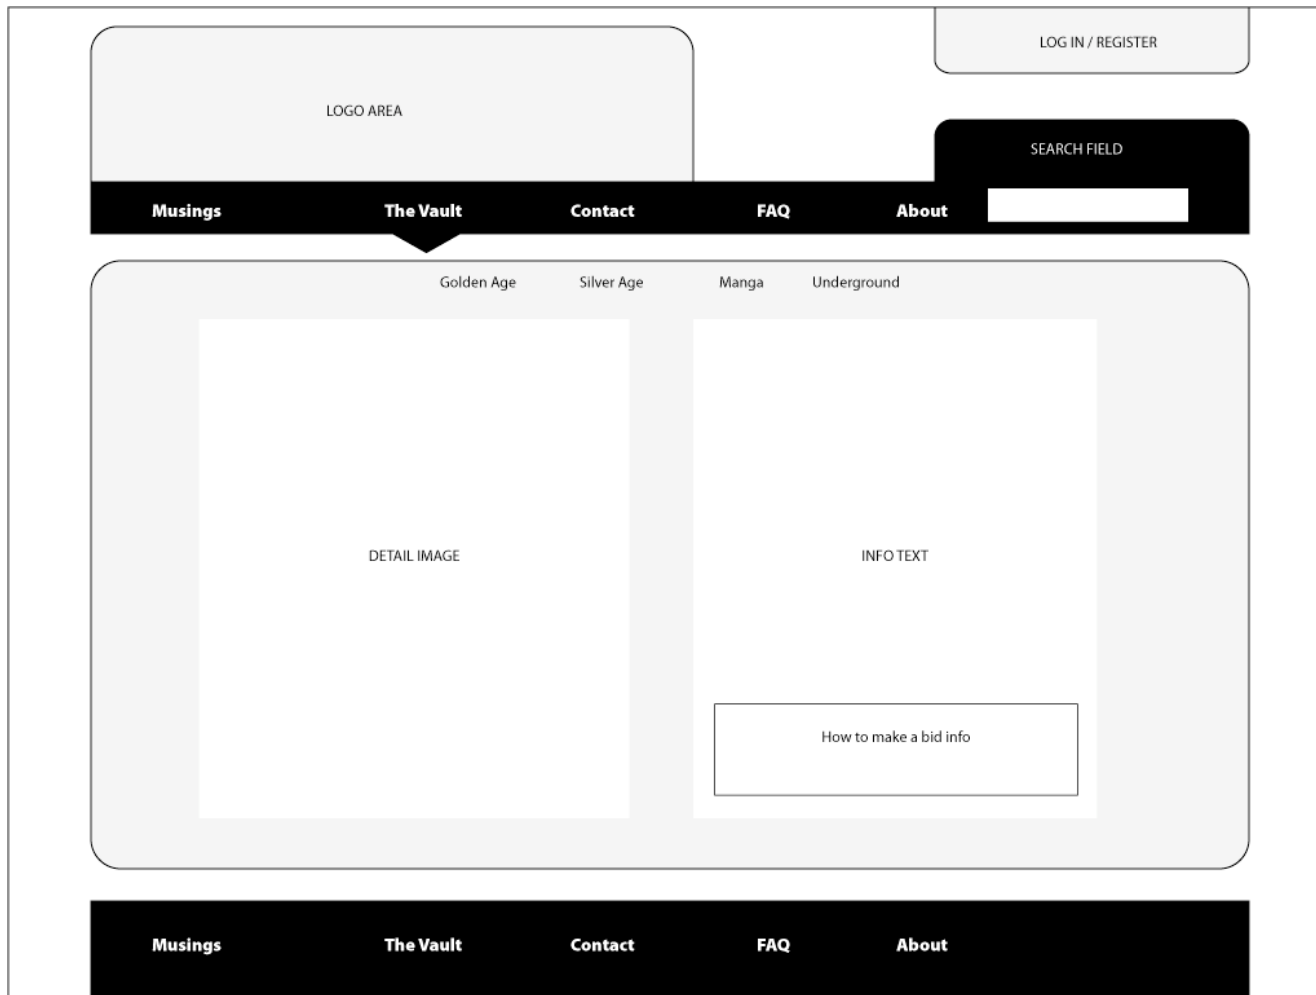 LOG IN / REGISTER
LOGO AREA
SEARCH FIELD
Musings The Vault Contact FAQ About
Golden Age Silver Age Manga Underground
DETAIL IMAGE
INFO TEXT
How to make a bid info
Musings The Vault Contact FAQ About